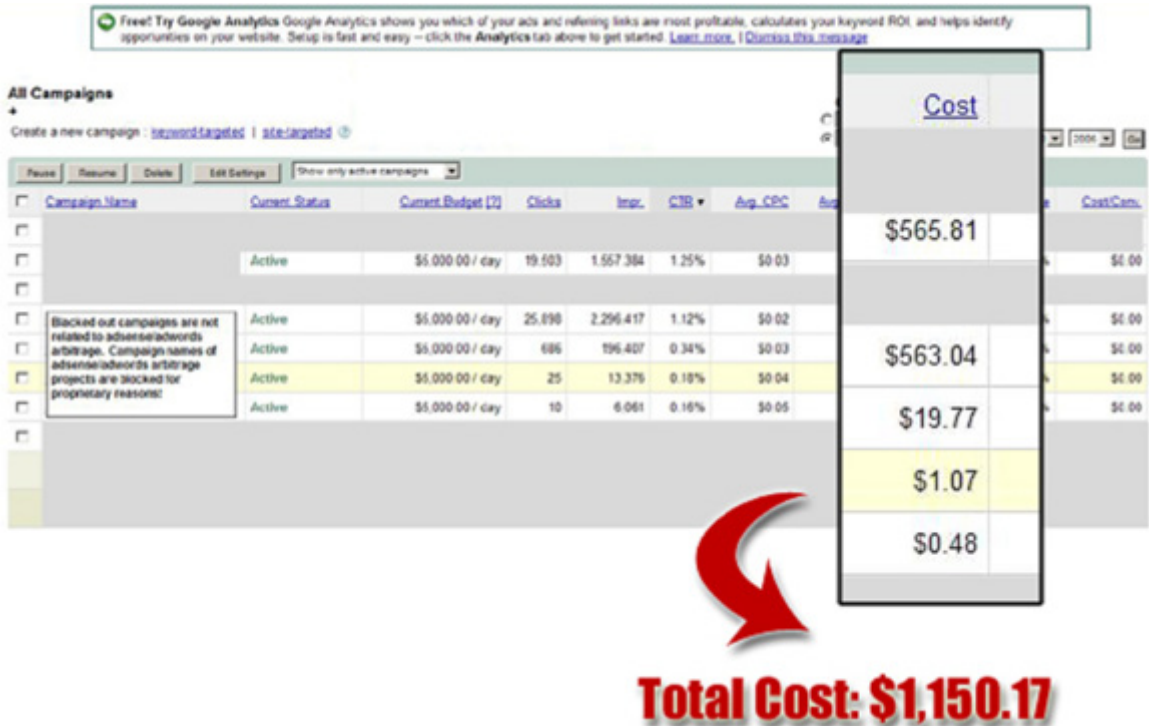 Free! Try Google Analytics Google Analytics shows you which of your ads and referring links are most profitable, calculates your keyword ROI, and helps identify
opportunities on your website. Setup is fast and easy – click the Analytics tab above to get started. Learn more. | Dismiss this message
All Campaigns
+
Create a new campaign : keyword-targeted | site-targeted
2006 Go
Pause Resume Delete Edit Settings Show only active campaigns
Campaign Name Current Status Current Budget [?] Clicks Impr. CTR Avg. CPC Cost Cost/Conv.
Active $5,000.00 / day 19,503 1,557,384 1.25% $0.03 $565.81 $0.00
Blacked out campaigns are not
related to adsense/adwords
arbitrage. Campaign names of
adsense/adwords arbitrage
projects are blocked for
proprietary reasons!
Active $5,000.00 / day 25,898 2,296,417 1.12% $0.02 $563.04 $0.00
Active $5,000.00 / day 686 196,407 0.34% $0.03 $19.77 $0.00
Active $5,000.00 / day 25 13,376 0.18% $0.04 $1.07 $0.00
Active $5,000.00 / day 10 6,061 0.16% $0.05 $0.48 $0.00
Total Cost: $1,150.17